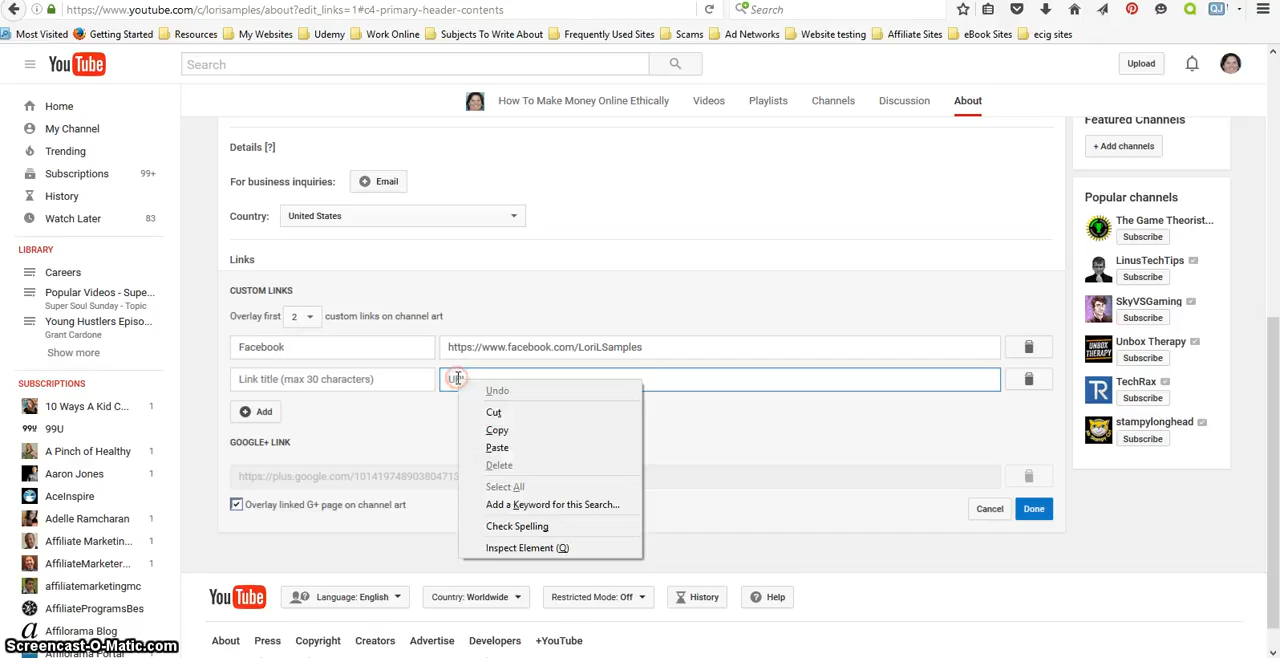 https://www.youtube.com/c/lorisamples/about?edit_links=1#c4-primary-header-contents
Search
Most Visited Getting Started Resources My Websites Udemy Work Online Subjects To Write About Frequently Used Sites Scams Ad Networks Website testing Affiliate Sites eBook Sites ecig sites
YouTube
Search
Upload
How To Make Money Online Ethically Videos Playlists Channels Discussion About
Home
My Channel
Trending
Subscriptions 99+
History
Watch Later 83
LIBRARY
Careers
Popular Videos - Supe...
Super Soul Sunday - Topic
Young Hustlers Episo...
Grant Cardone
Show more
SUBSCRIPTIONS
10 Ways A Kid C... 1
99U 99U
A Pinch of Healthy 1
Aaron Jones 2
AceInspire
Adelle Ramcharan 1
Affiliate Marketin... 1
AffiliateMarketer... 1
affiliatemarketingmc
AffiliateProgramsBes
Affilorama Blog
Affilorama Portal
Details [?]
For business inquiries: Email
Country: United States
Links
CUSTOM LINKS
Overlay first 2 custom links on channel art
Facebook https://www.facebook.com/LoriLSamples
Link title (max 30 characters)
Add
GOOGLE+ LINK
Overlay linked G+ page on channel art
Cancel Done
Undo
Cut
Copy
Paste
Delete
Select All
Add a Keyword for this Search...
Check Spelling
Inspect Element (Q)
Featured Channels
+ Add channels
Popular channels
The Game Theorist...
Subscribe
LinusTechTips
Subscribe
SkyVSGaming
Subscribe
UNBOX THERAPY
Unbox Therapy
Subscribe
TechRax
Subscribe
stampylonghead
Subscribe
YouTube Language: English Country: Worldwide Restricted Mode: Off History Help
About Press Copyright Creators Advertise Developers +YouTube
Screencast-O-Matic.com